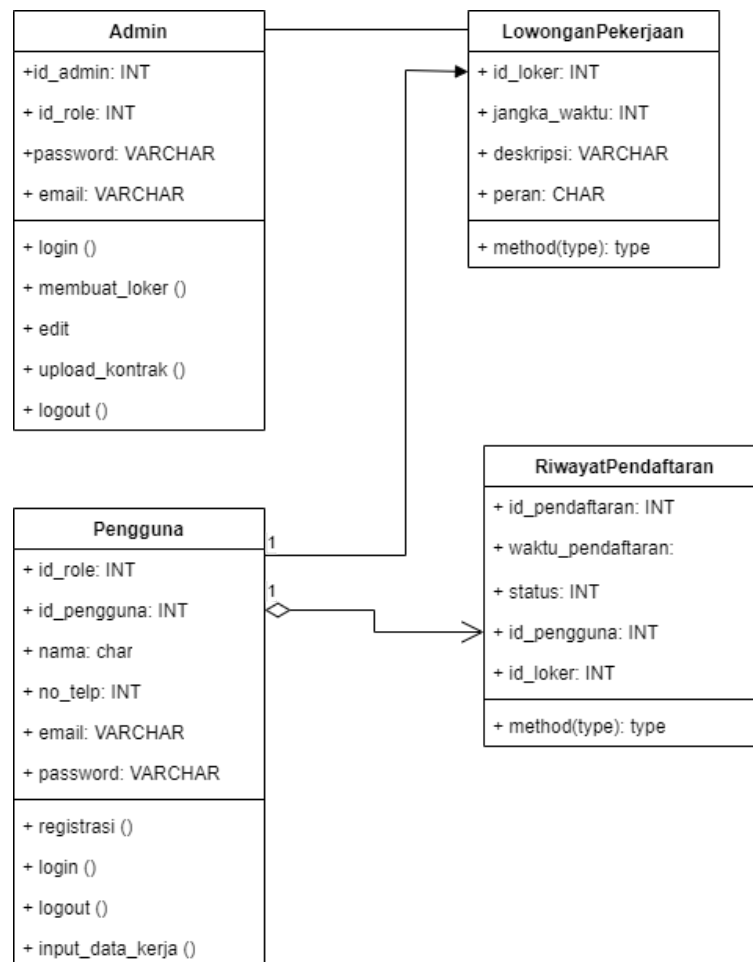 Admin
+id_admin: INT
+ id_role: INT
+password: VARCHAR
+ email: VARCHAR
+ login ()
+ membuat_loker ()
+ edit
+ upload_kontrak ()
+ logout ()
LowonganPekerjaan
+ id_loker: INT
+ jangka_waktu: INT
+ deskripsi: VARCHAR
+ peran: CHAR
+ method(type): type
RiwayatPendaftaran
+ id_pendaftaran: INT
+ waktu_pendaftaran:
+ status: INT
+ id_pengguna: INT
+ id_loker: INT
+ method(type): type
Pengguna
+ id_role: INT
+ id_pengguna: INT
+ nama: char
+ no_telp: INT
+ email: VARCHAR
+ password: VARCHAR
+ registrasi ()
+ login ()
+ logout ()
+ input_data_kerja ()
1
1